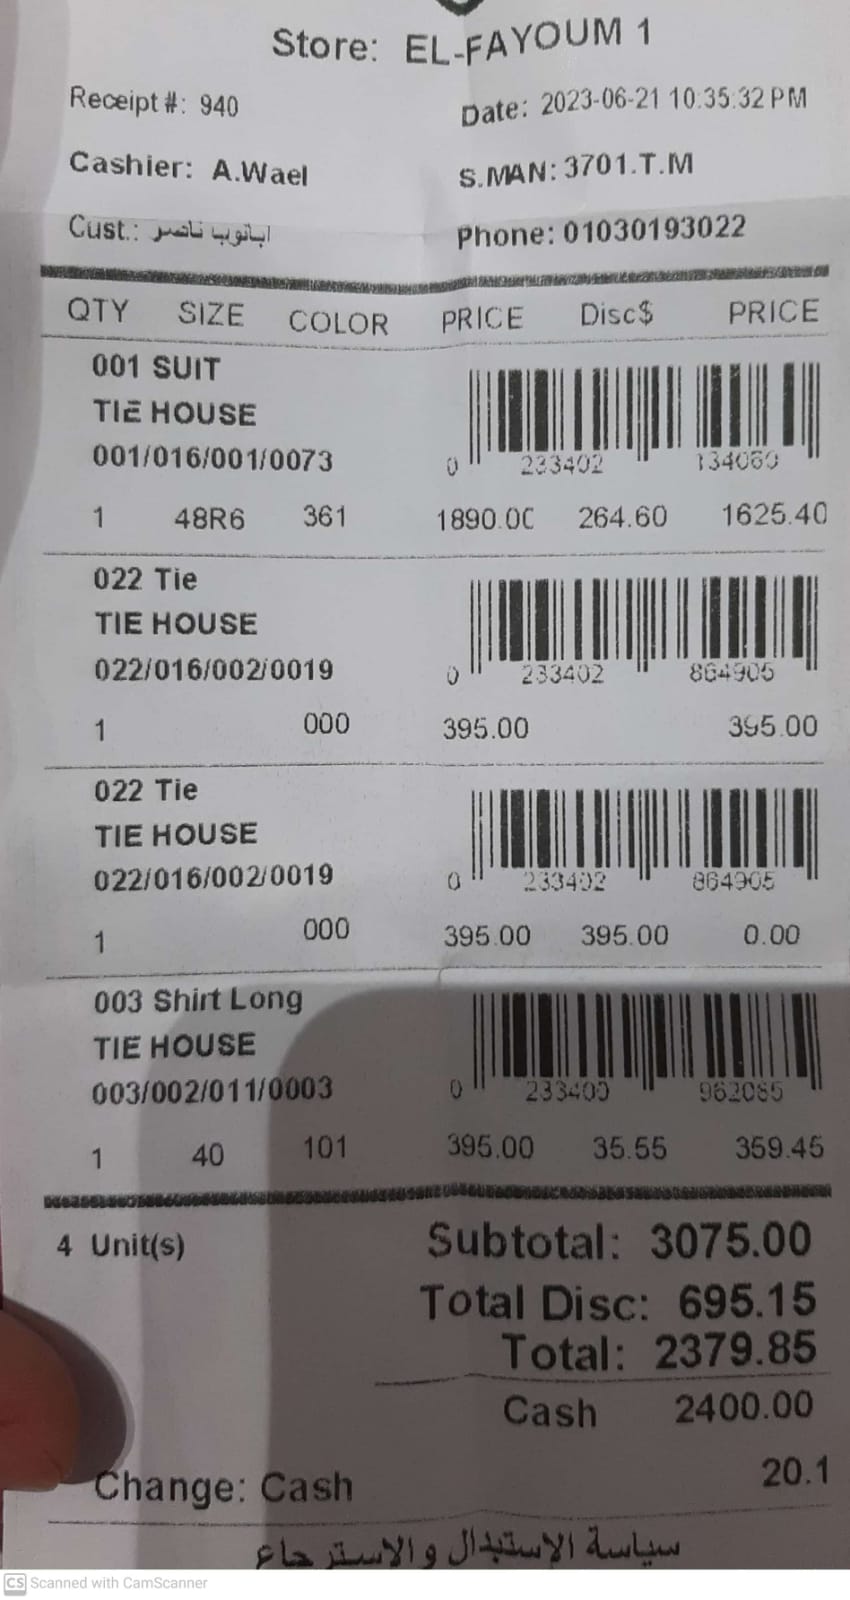 Store: EL-FAYOUM 1
Receipt #: 940 Date: 2023-06-21 10:35:32 PM
Cashier: A.Wael S.MAN: 3701.T.M
Cust.: ابانوب ناصر Phone: 01030193022
QTY SIZE COLOR PRICE Disc$ PRICE
001 SUIT
TIE HOUSE
001/016/001/0073
0 233402 134060
1 48R6 361 1890.00 264.60 1625.40
022 Tie
TIE HOUSE
022/016/002/0019
0 233402 864905
1 000 395.00 395.00
022 Tie
TIE HOUSE
022/016/002/0019
0 233402 864905
1 000 395.00 395.00 0.00
003 Shirt Long
TIE HOUSE
003/002/011/0003
0 233400 962085
1 40 101 395.00 35.55 359.45
4 Unit(s) Subtotal: 3075.00
Total Disc: 695.15
Total: 2379.85
Cash 2400.00
Change: Cash 20.1
سياسة الإستبدال والاسترجاع
CS Scanned with CamScanner